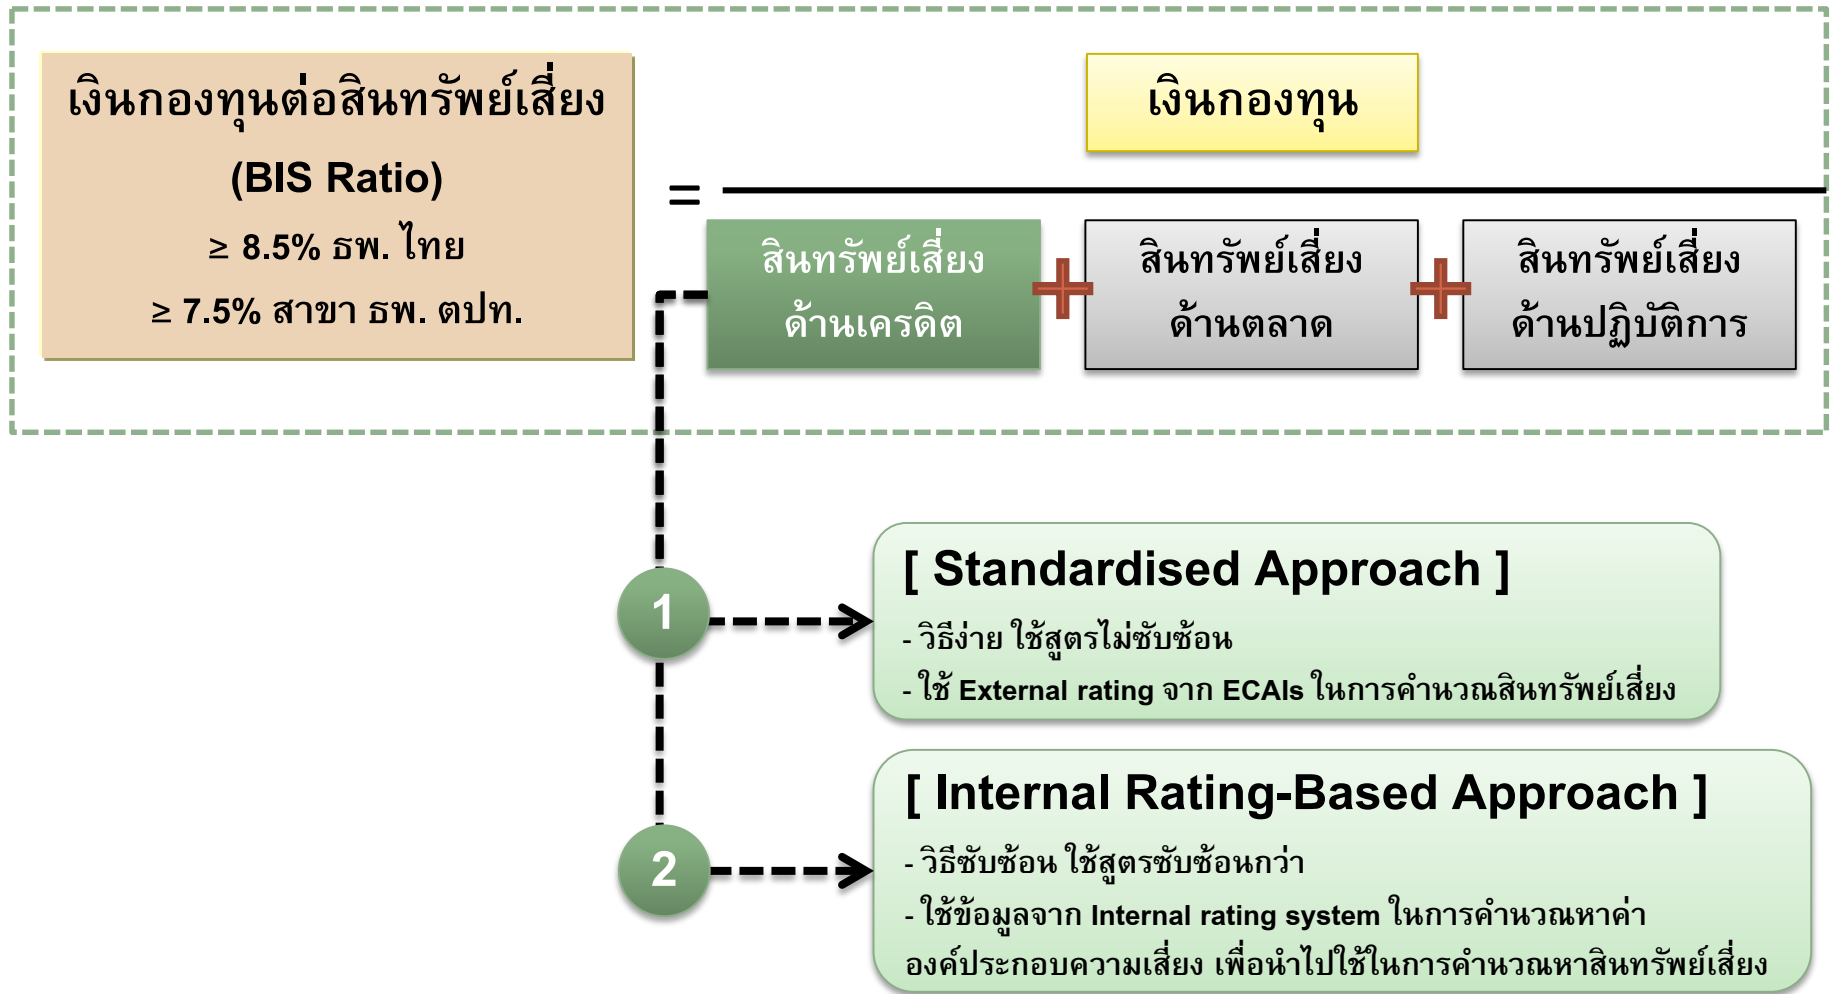 เงินกองทุนต่อสินทรัพย์เสี่ยง
(BIS Ratio)
≥ 8.5% ธพ. ไทย
≥ 7.5% สาขา ธพ. ตปท.
=
เงินกองทุน
สินทรัพย์เสี่ยง
ด้านเครดิต
+
สินทรัพย์เสี่ยง
ด้านตลาด
+
สินทรัพย์เสี่ยง
ด้านปฏิบัติการ
1
[ Standardised Approach ]
- วิธีง่าย ใช้สูตรไม่ซับซ้อน
- ใช้ External rating จาก ECAIs ในการคำนวณสินทรัพย์เสี่ยง
2
[ Internal Rating-Based Approach ]
- วิธีซับซ้อน ใช้สูตรซับซ้อนกว่า
- ใช้ข้อมูลจาก Internal rating system ในการคำนวณหาค่า
องค์ประกอบความเสี่ยง เพื่อนำไปใช้ในการคำนวณหาสินทรัพย์เสี่ยง